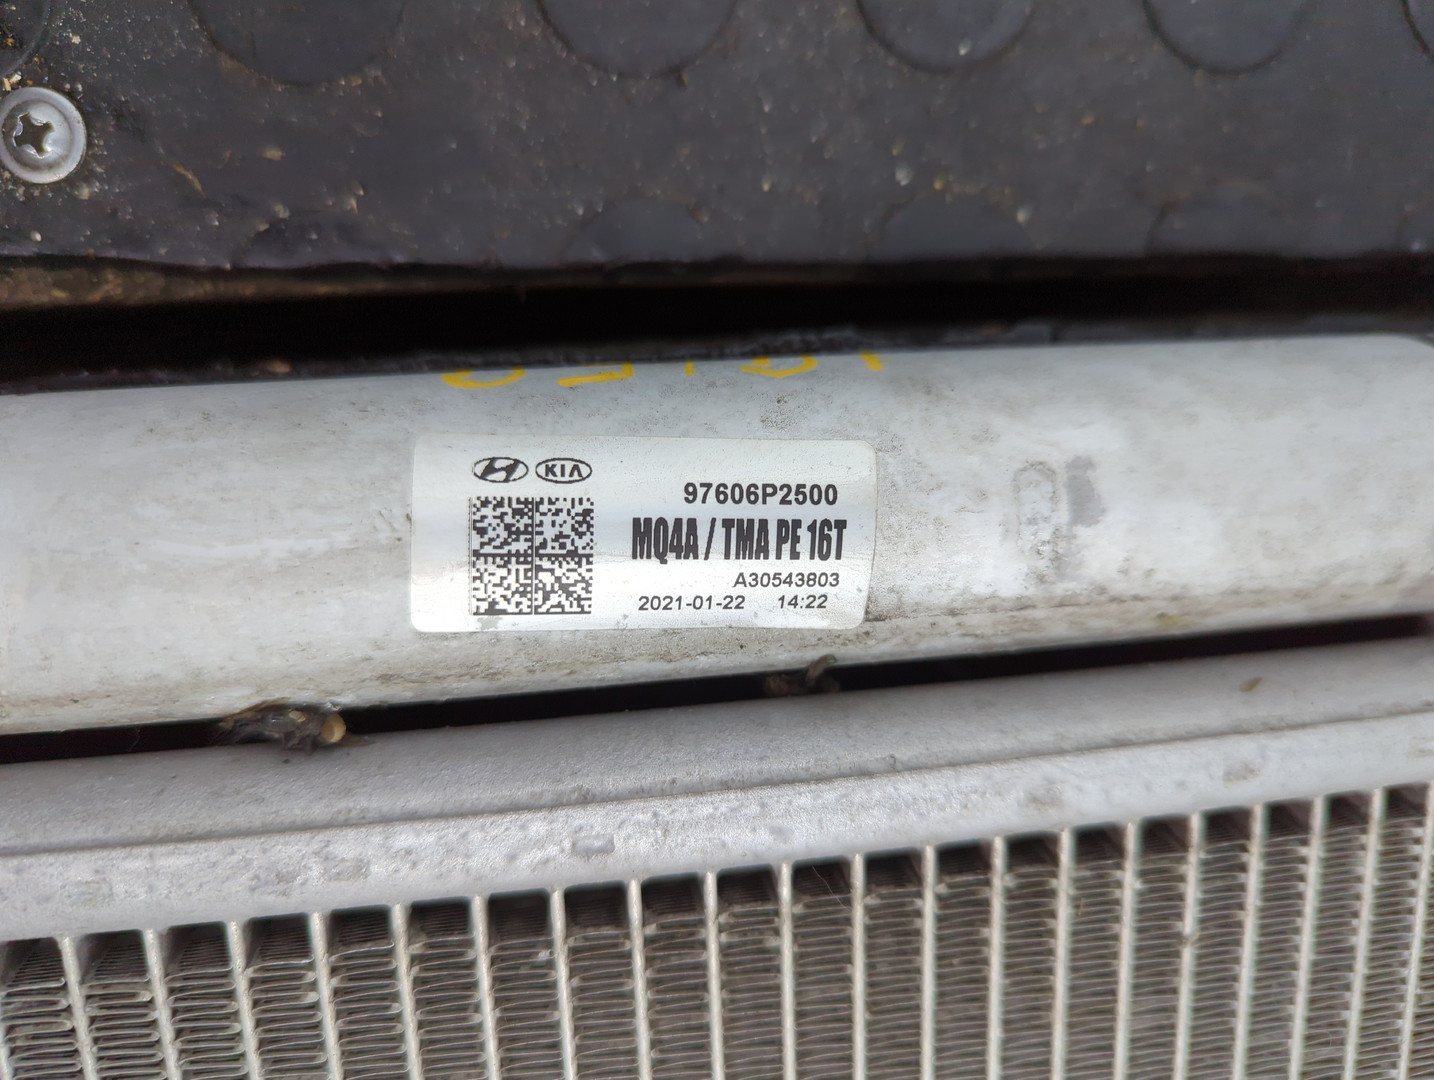 KIA
97606P2500
MQ4A / TMA PE 16T
A30543803
2021-01-22 14:22